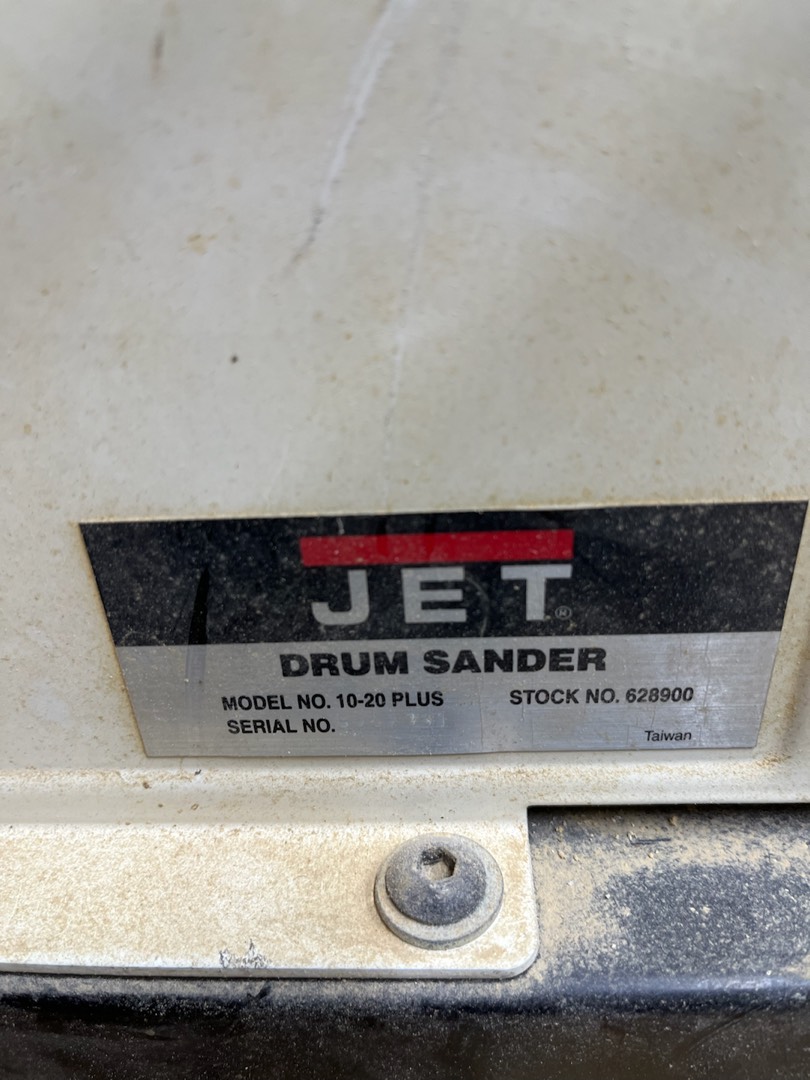 JET®
DRUM SANDER
MODEL NO. 10-20 PLUS STOCK NO. 628900
SERIAL NO.
Taiwan